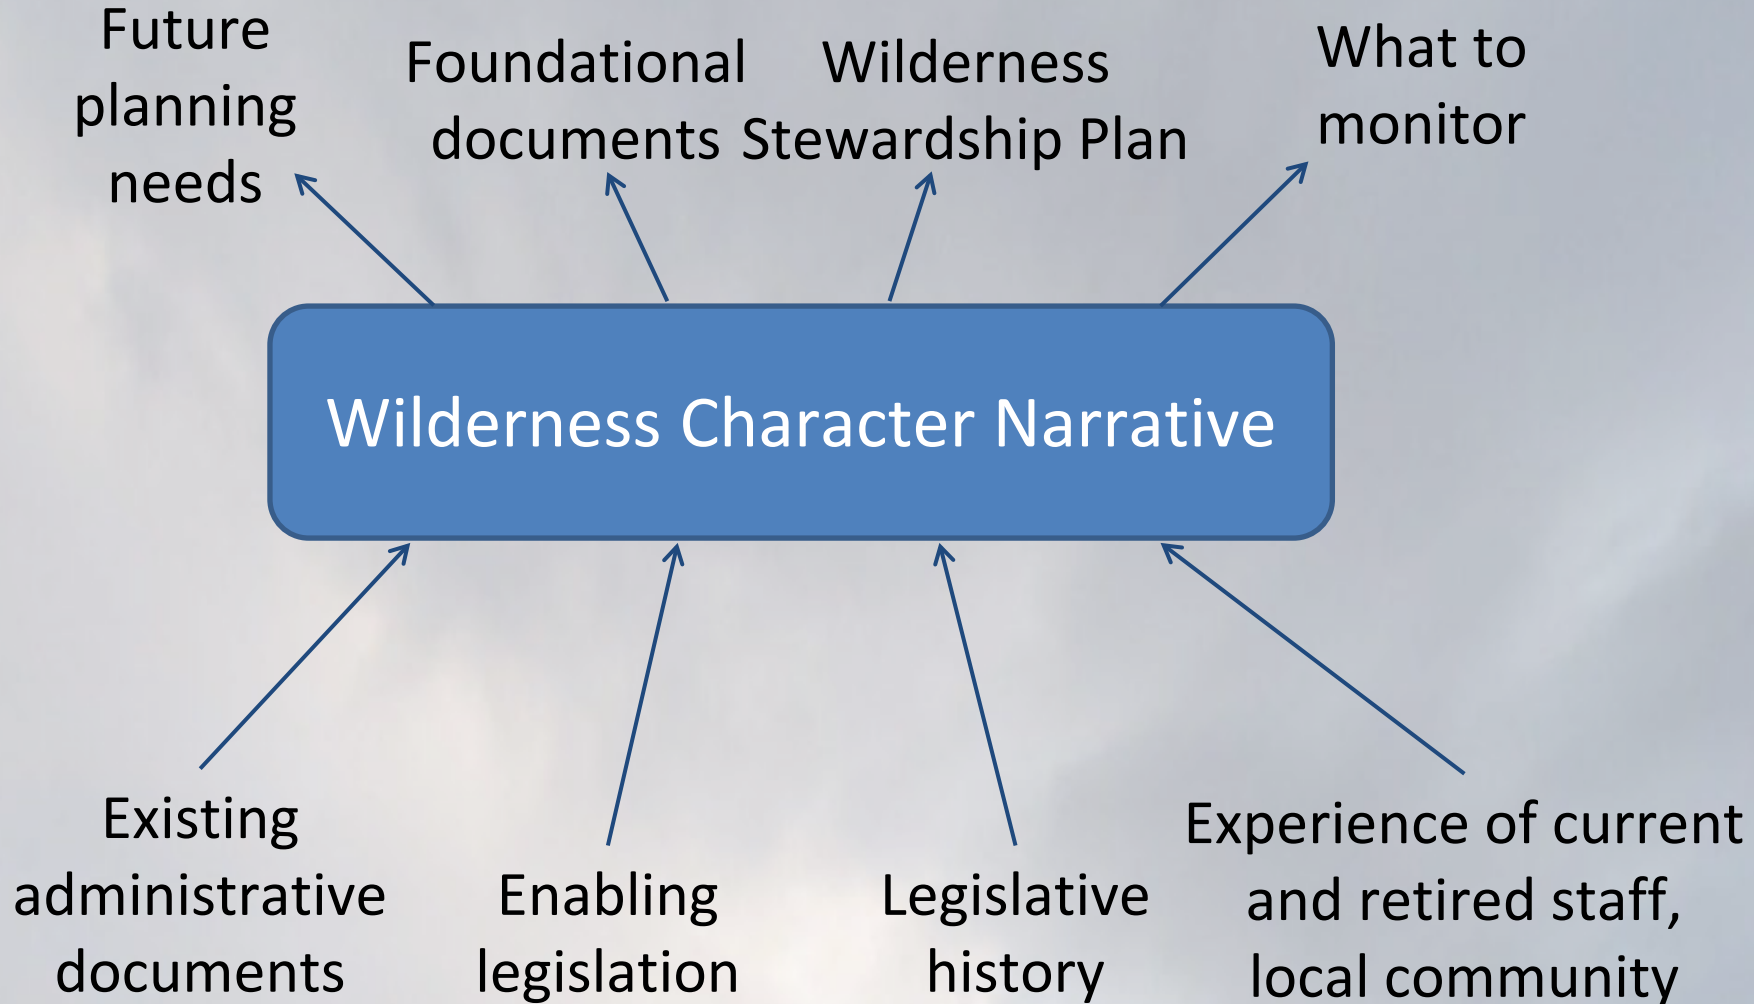 Future
planning
needs
Foundational
documents
Wilderness
Stewardship Plan
What to
monitor
Wilderness Character Narrative
Existing
administrative
documents
Enabling
legislation
Legislative
history
Experience of current
and retired staff,
local community